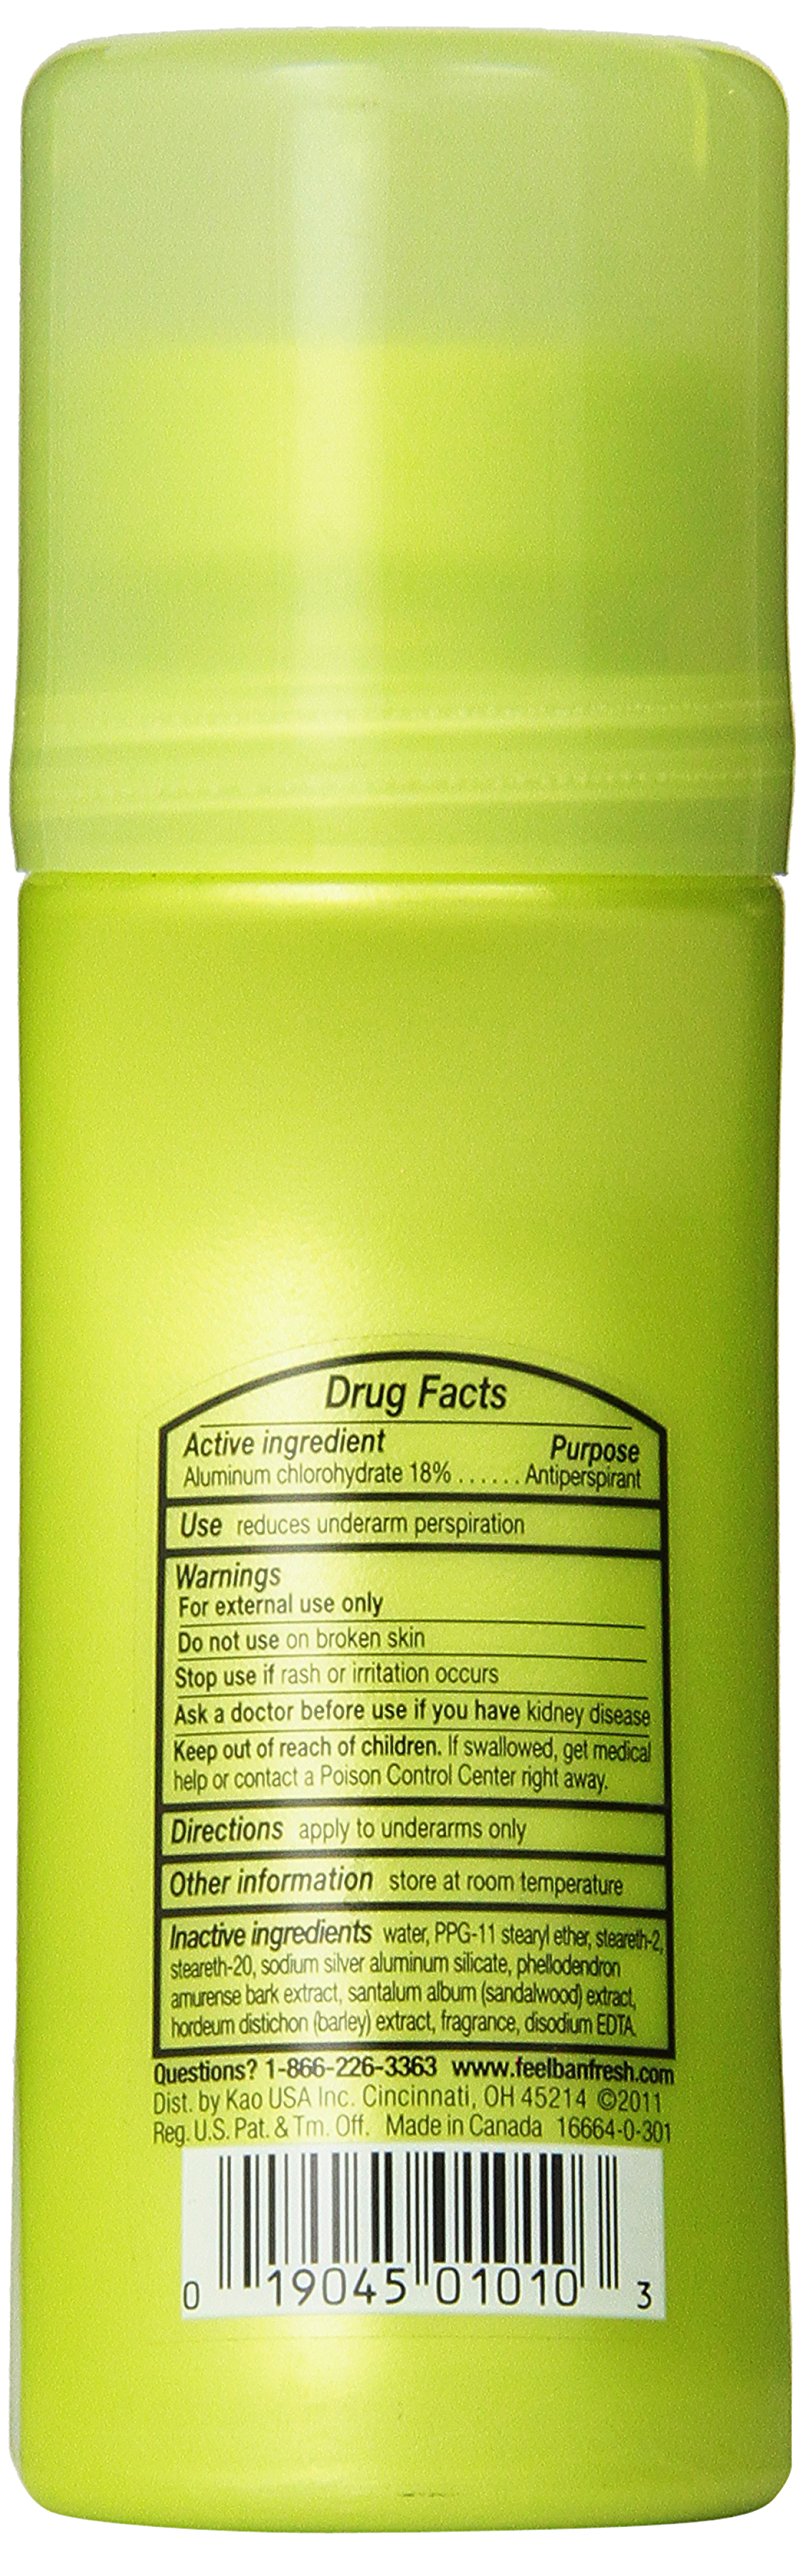 Drug Facts
Active ingredient Purpose
Aluminum chlorohydrate 18% . . . . . . Antiperspirant
Use reduces underarm perspiration
Warnings
For external use only
Do not use on broken skin
Stop use if rash or irritation occurs
Ask a doctor before use if you have kidney disease
Keep out of reach of children. If swallowed, get medical
help or contact a Poison Control Center right away.
Directions apply to underarms only
Other information store at room temperature
Inactive ingredients water, PPG-11 stearyl ether, steareth-2,
steareth-20, sodium silver aluminum silicate, phellodendron
amurense bark extract, santalum album (sandalwood) extract,
hordeum distichon (barley) extract, fragrance, disodium EDTA.
Questions? 1-866-226-3363 www.feelbanfresh.com
Dist. by Kao USA Inc. Cincinnati, OH 45214 ©2011
Reg. U.S. Pat. & Tm. Off. Made in Canada 16664-0-301
0 19045 01010 3